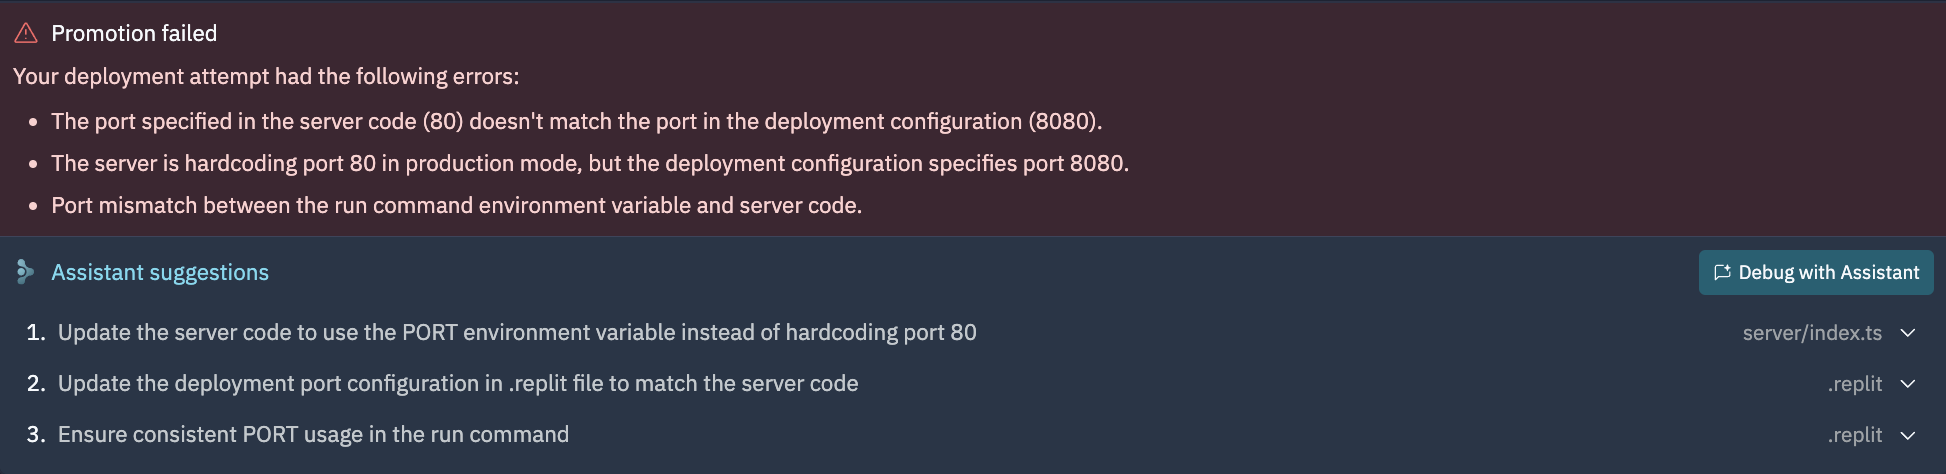 Promotion failed
Your deployment attempt had the following errors:
• The port specified in the server code (80) doesn't match the port in the deployment configuration (8080).
• The server is hardcoding port 80 in production mode, but the deployment configuration specifies port 8080.
• Port mismatch between the run command environment variable and server code.
Assistant suggestions
Debug with Assistant
1. Update the server code to use the PORT environment variable instead of hardcoding port 80 server/index.ts
2. Update the deployment port configuration in .replit file to match the server code .replit
3. Ensure consistent PORT usage in the run command .replit